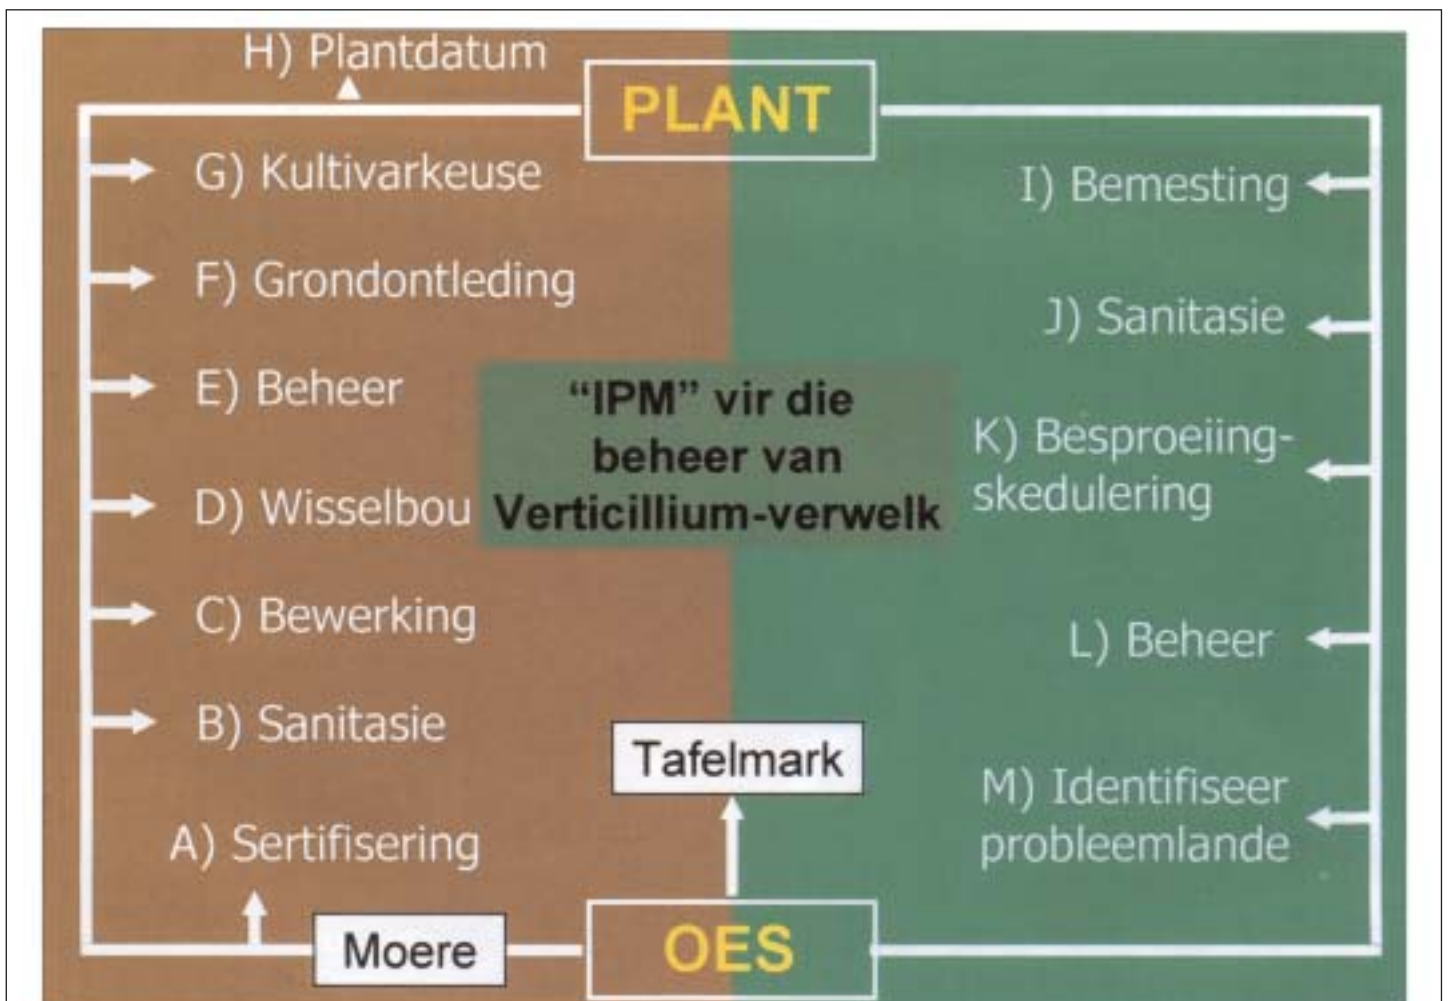 H) Plantdatum
PLANT
G) Kultivarkeuse
I) Bemesting
F) Grondontleding
J) Sanitasie
E) Beheer
“IPM” vir die
beheer van
Verticillium-verwelk
K) Besproeiing-
skedulering
D) Wisselbou
C) Bewerking
L) Beheer
B) Sanitasie
Tafelmark
M) Identifiseer
probleemlande
A) Sertifisering
Moere
OES